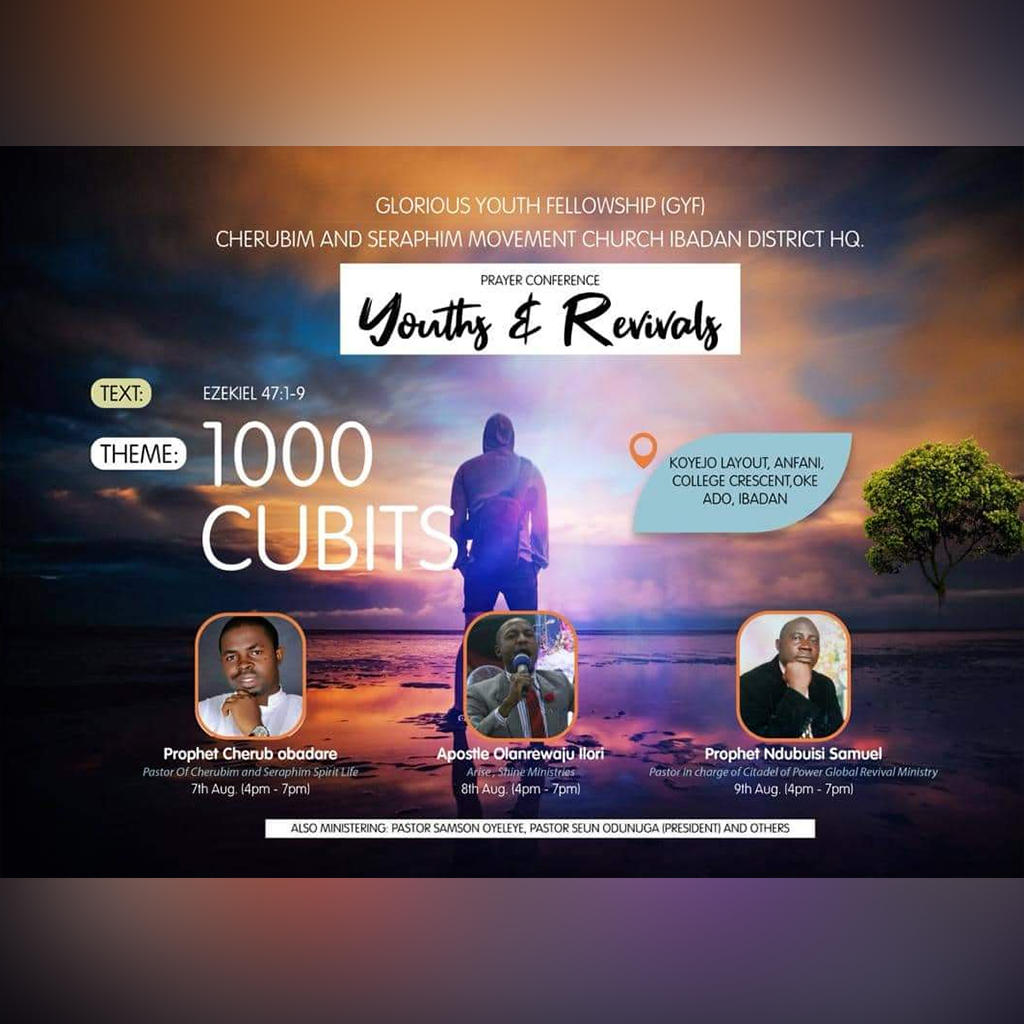 GLORIOUS YOUTH FELLOWSHIP (GYF)
CHERUBIM AND SERAPHIM MOVEMENT CHURCH IBADAN DISTRICT HQ.
PRAYER CONFERENCE
Youths & Revivals
TEXT: EZEKIEL 47:1-9
THEME: 1000
CUBITS
KOYEJO LAYOUT, ANFANI,
COLLEGE CRESCENT,OKE
ADO, IBADAN
Prophet Cherub obadare
Pastor Of Cherubim and Seraphim Spirit Life
7th Aug. (4pm - 7pm)
Apostle Olanrewaju Ilori
Arise , Shine Ministries
8th Aug. (4pm - 7pm)
Prophet Ndubuisi Samuel
Pastor in charge of Citadel of Power Global Revival Ministry
9th Aug. (4pm - 7pm)
ALSO MINISTERING: PASTOR SAMSON OYELEYE, PASTOR SEUN ODUNUGA (PRESIDENT) AND OTHERS